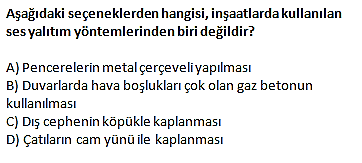 Aşağıdaki seçeneklerden hangisi, inşaatlarda kullanılan
ses yalıtım yöntemlerinden biri değildir?
A) Pencerelerin metal çerçeveli yapılması
B) Duvarlarda hava boşlukları çok olan gaz betonun
kullanılması
C) Dış cephenin köpükle kaplanması
D) Çatıların cam yünü ile kaplanması